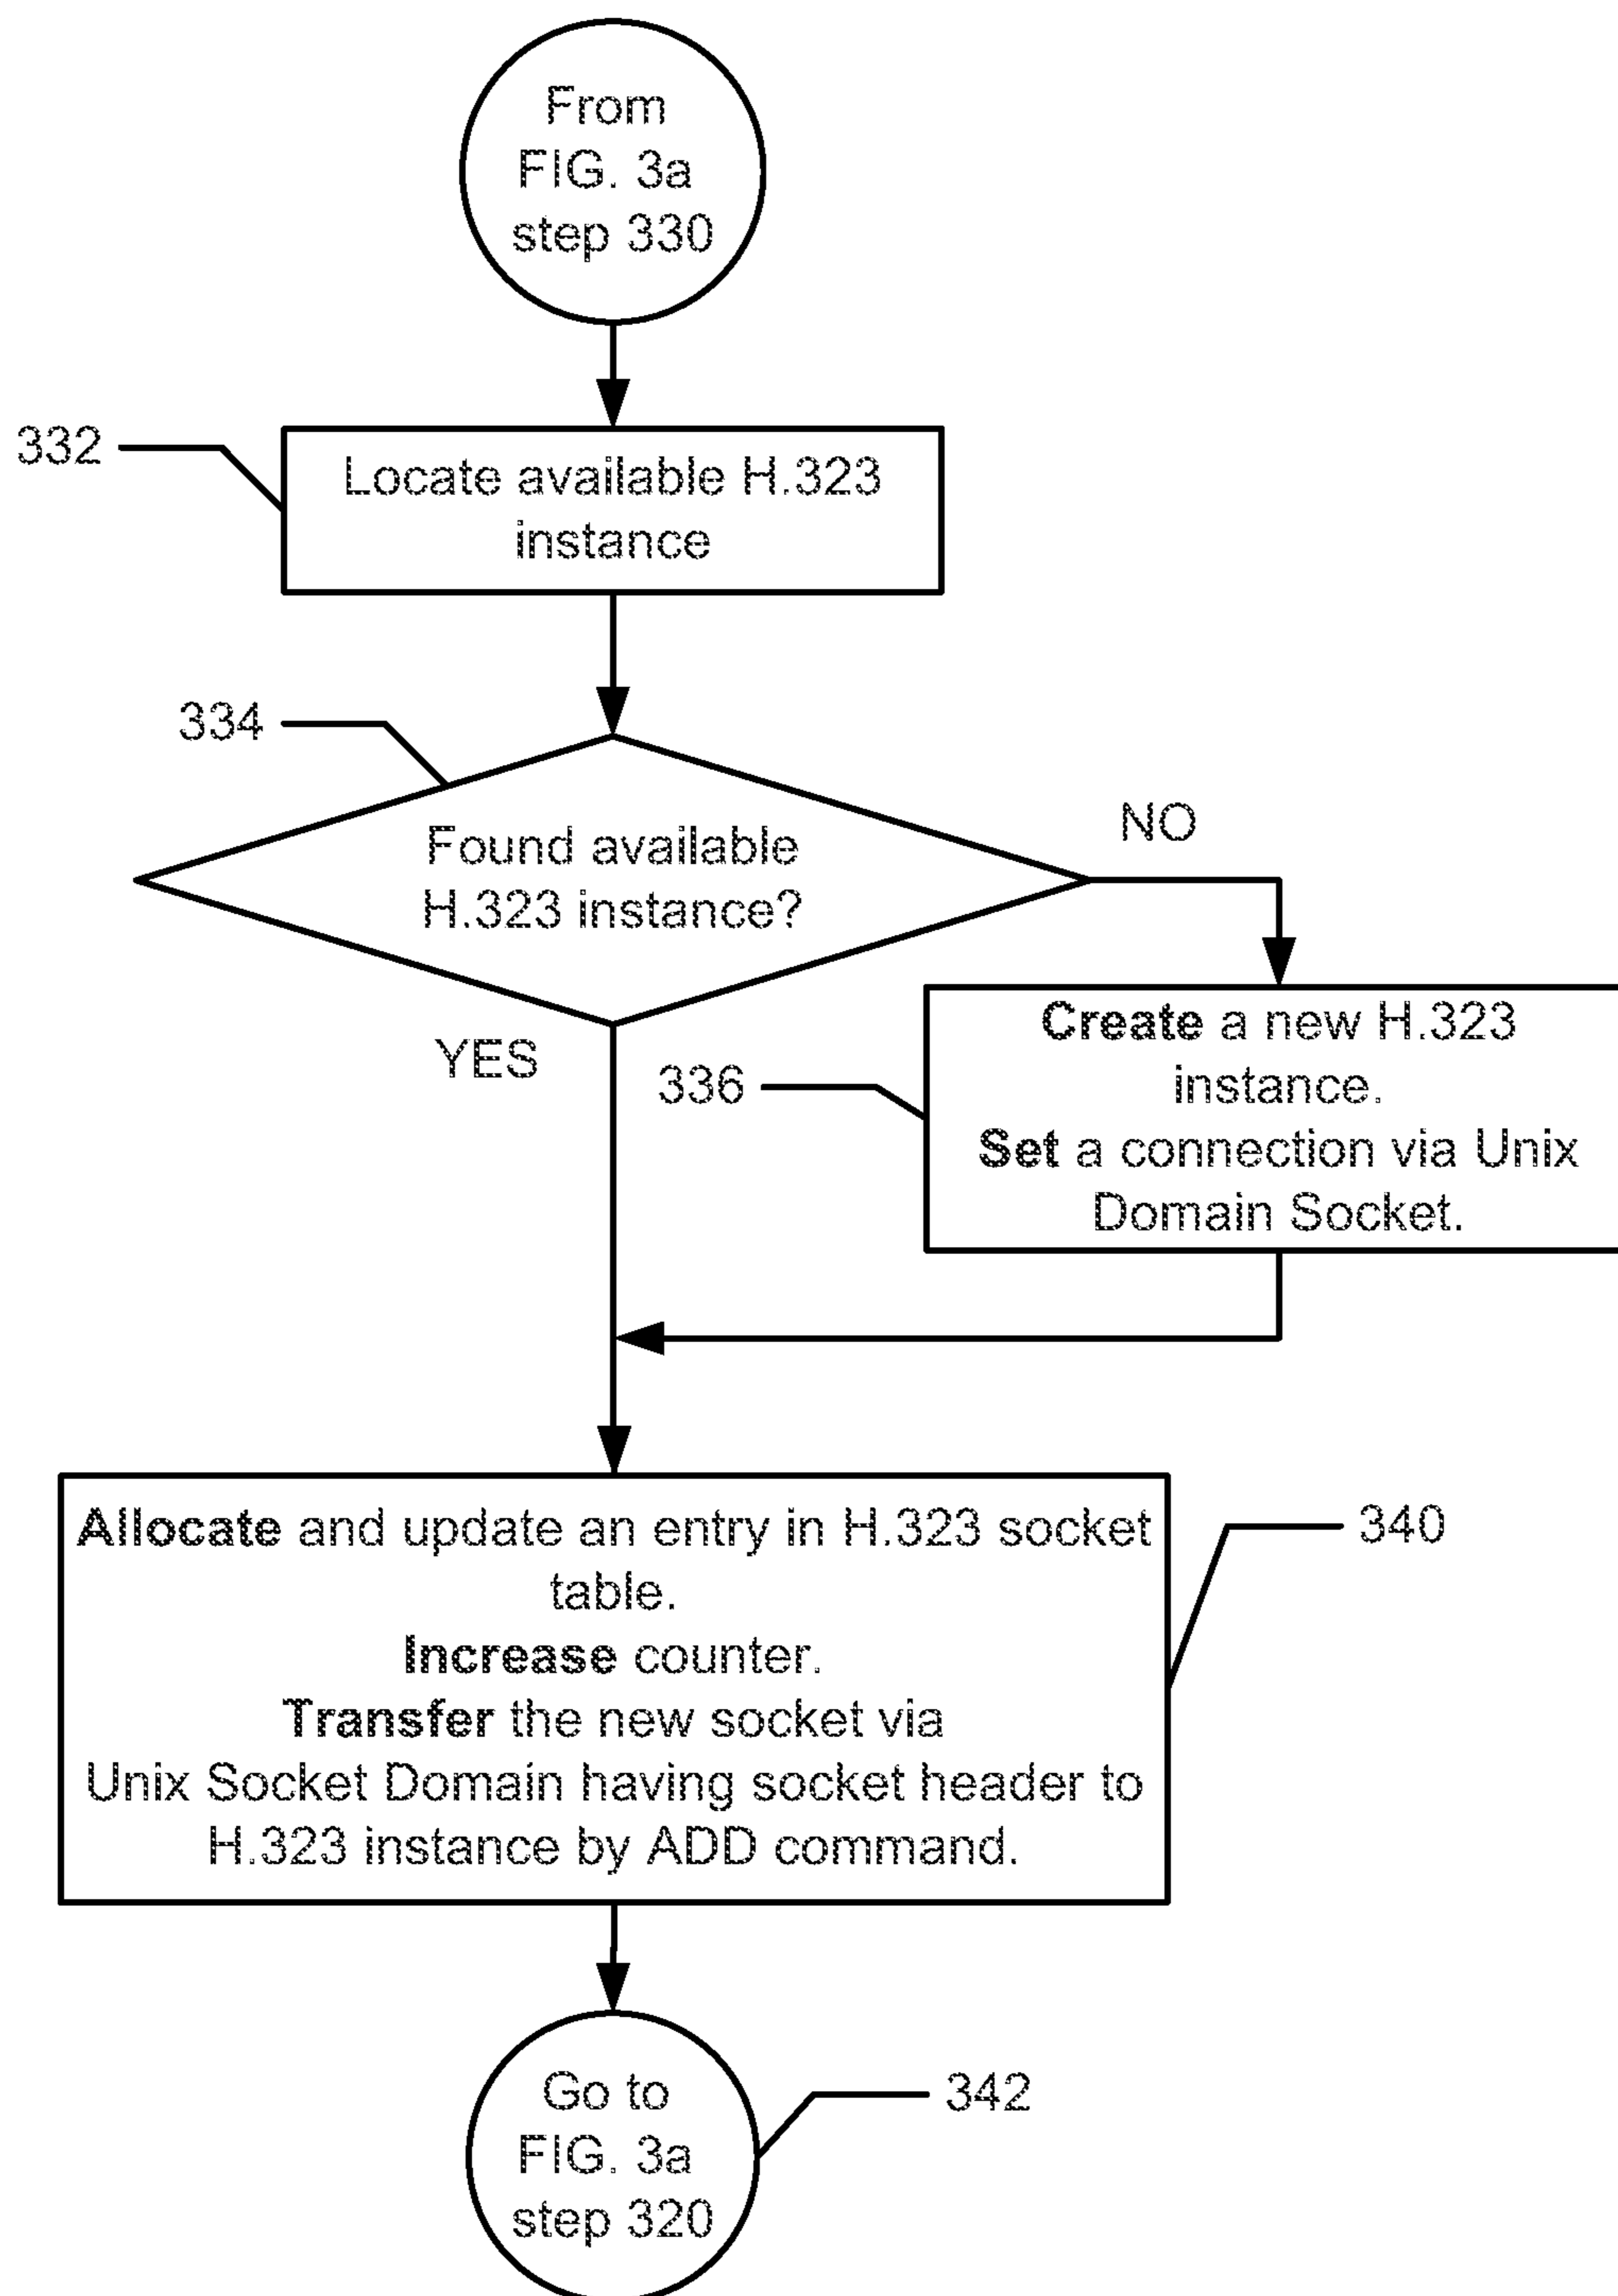 From
FIG. 3a
step 330
332
Locate available H.323
instance
334
Found available
H.323 instance?
NO
YES
336
Create a new H.323
instance.
Set a connection via Unix
Domain Socket.
Allocate and update an entry in H.323 socket
table.
Increase counter.
Transfer the new socket via
Unix Socket Domain having socket header to
H.323 instance by ADD command.
340
Go to
FIG. 3a
step 320
342